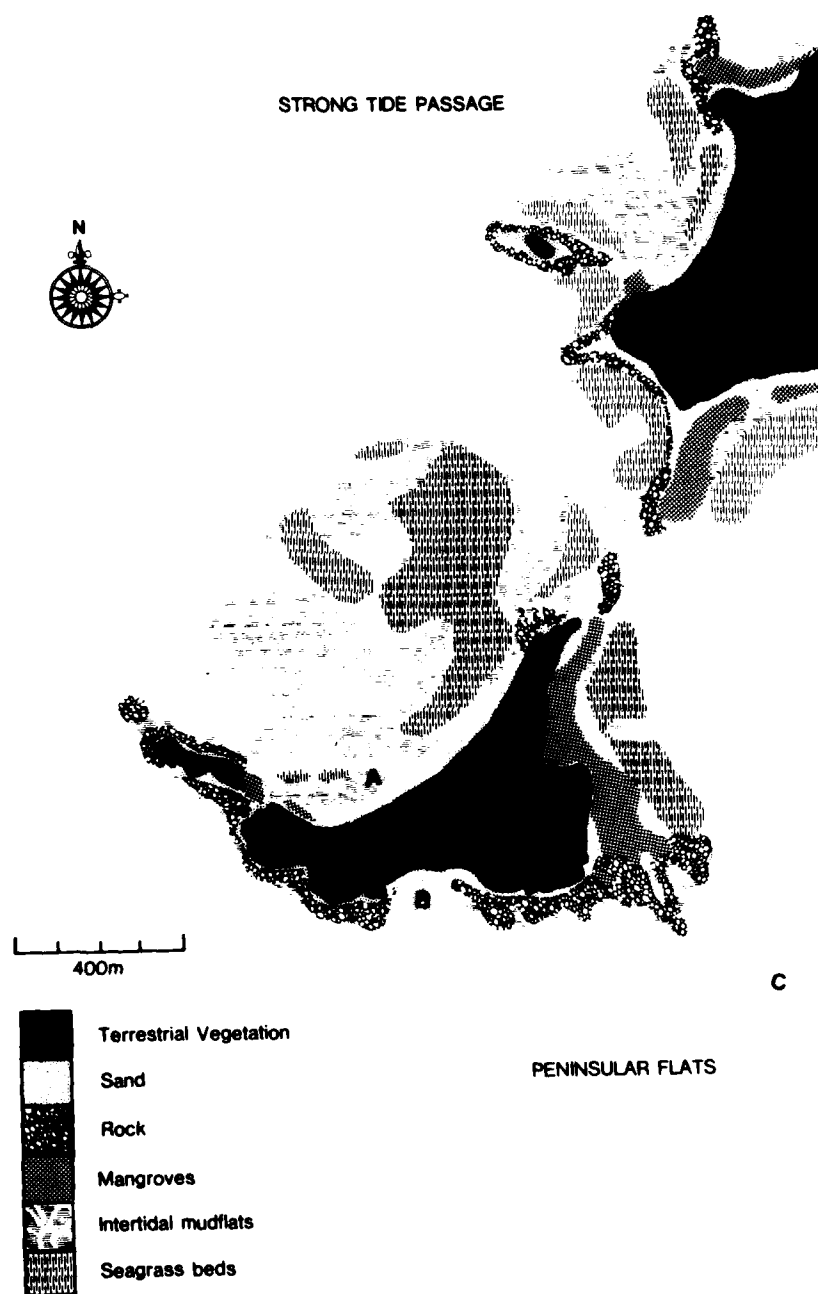 STRONG TIDE PASSAGE
N
A
B
400m
C
Terrestrial Vegetation
Sand
PENINSULAR FLATS
Rock
Mangroves
Intertidal mudflats
Seagrass beds